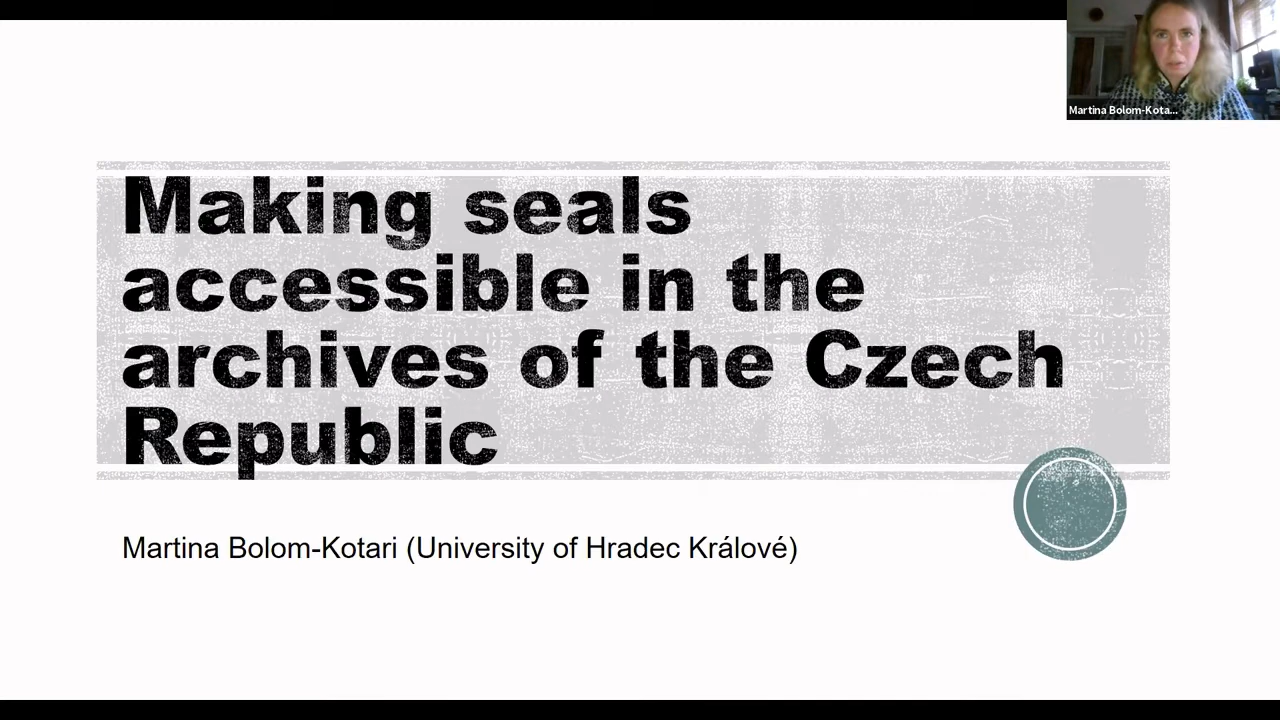 Martina Bolom-Kota...
Making seals
accessible in the
archives of the Czech
Republic
Martina Bolom-Kotari (University of Hradec Králové)